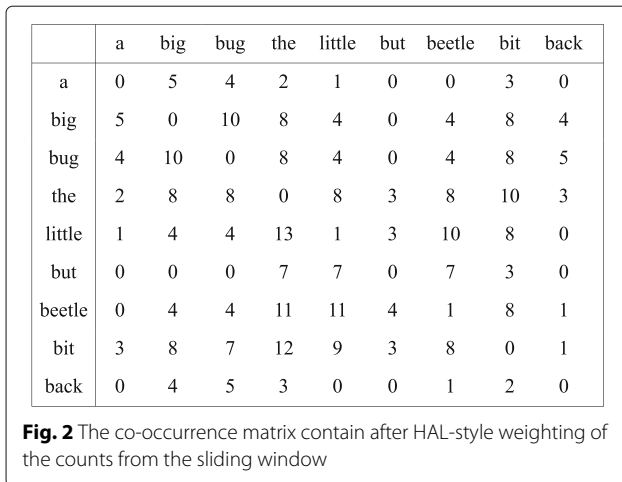 a big bug the little but beetle bit back
a 0 5 4 2 1 0 0 3 0
big 5 0 10 8 4 0 4 8 4
bug 4 10 0 8 4 0 4 8 5
the 2 8 8 0 8 3 8 10 3
little 1 4 4 13 1 3 10 8 0
but 0 0 0 7 7 0 7 3 0
beetle 0 4 4 11 11 4 1 8 1
bit 3 8 7 12 9 3 8 0 1
back 0 4 5 3 0 0 1 2 0
Fig. 2 The co-occurrence matrix contain after HAL-style weighting of
the counts from the sliding window